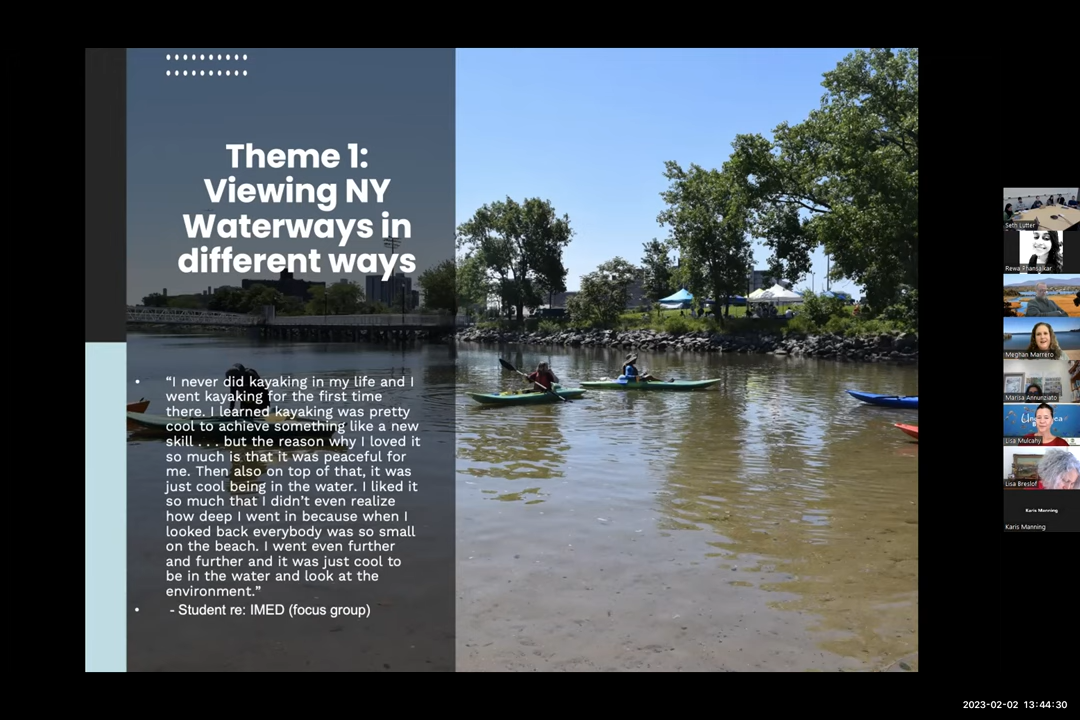 Theme 1:
Viewing NY
Waterways in
different ways
• “I never did kayaking in my life and I
went kayaking for the first time
there. I learned kayaking was pretty
cool to achieve something like a new
skill . . . but the reason why I loved it
so much is that it was peaceful for
me. Then also on top of that, it was
just cool being in the water. I liked it
so much that I didn’t even realize
how deep I went in because when I
looked back everybody was so small
on the beach. I went even further
and further and it was just cool to
be in the water and look at the
environment.”
• - Student re: IMED (focus group)
Seth Lutter
Rewa Phansalkar
Meghan Marrero
Marisa Annunziato
Lisa Mulcahy
Lisa Breslof
Karis Manning
Karis Manning
2023-02-02 13:44:30